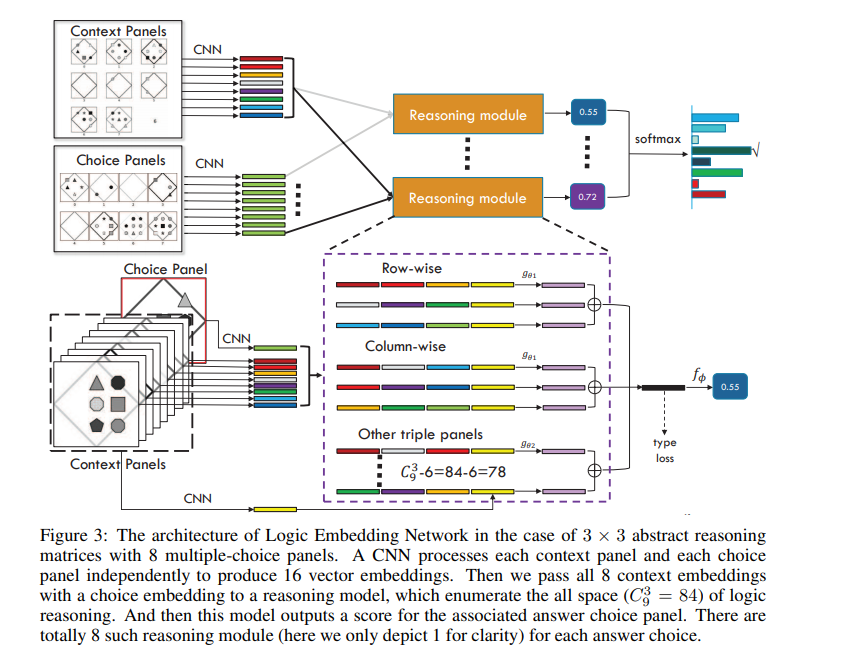 Context Panels
CNN
6
Choice Panels
CNN
Reasoning module
0.55
softmax
√
Reasoning module
0.72
Choice Panel
CNN
Context Panels
CNN
Row-wise
gθ1
Column-wise
gθ1
Other triple panels
gθ2
C₉³-6=84-6=78
fϕ
0.55
type
loss
Figure 3: The architecture of Logic Embedding Network in the case of 3 × 3 abstract reasoning
matrices with 8 multiple-choice panels. A CNN processes each context panel and each choice
panel independently to produce 16 vector embeddings. Then we pass all 8 context embeddings
with a choice embedding to a reasoning model, which enumerate the all space (C₉³ = 84) of logic
reasoning. And then this model outputs a score for the associated answer choice panel. There are
totally 8 such reasoning module (here we only depict 1 for clarity) for each answer choice.